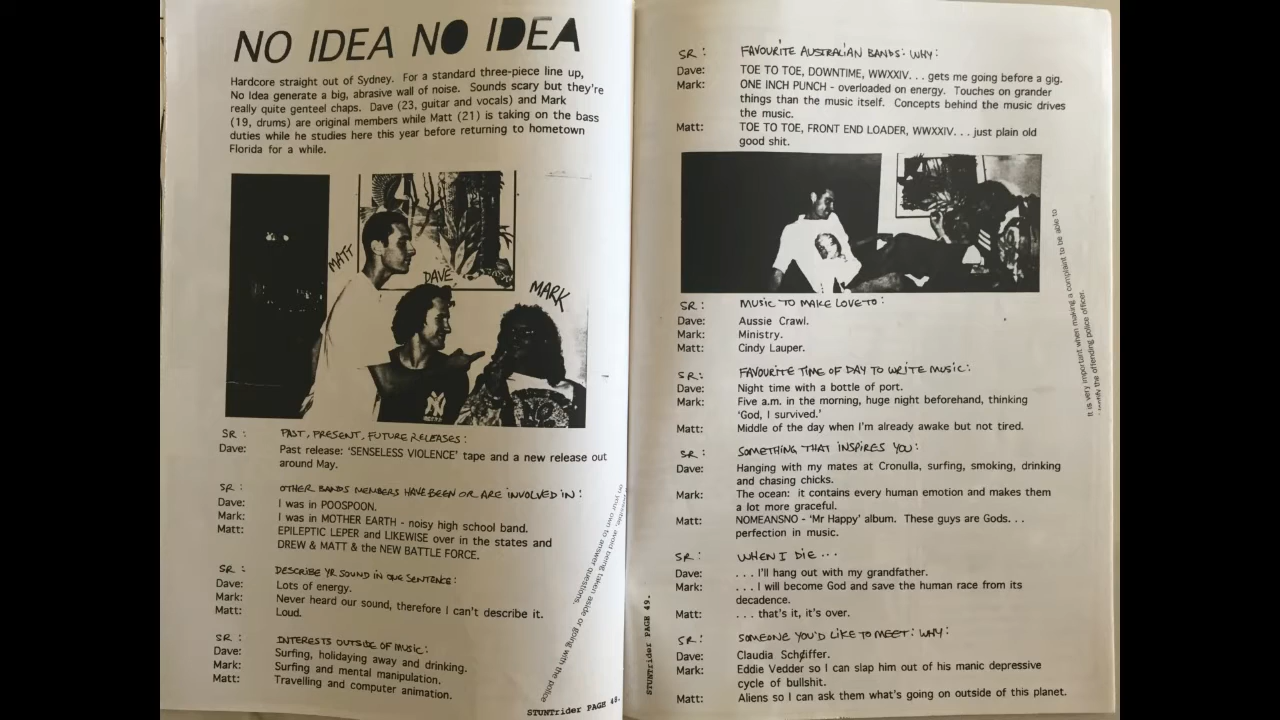 NO IDEA NO IDEA
Hardcore straight out of Sydney. For a standard three-piece line up,
No Idea generate a big, abrasive wall of noise. Sounds scary but they're
really quite genteel chaps. Dave (23, guitar and vocals) and Mark
(19, drums) are original members while Matt (21) is taking on the bass
duties while he studies here this year before returning to hometown
Florida for a while.
MATT
DAVE
MARK
SR : PAST, PRESENT, FUTURE RELEASES:
Dave: Past release: 'SENSELESS VIOLENCE' tape and a new release out
around May.
SR : OTHER BANDS MEMBERS HAVE BEEN OR ARE INVOLVED IN:
Dave: I was in POOSPOON.
Mark: I was in MOTHER EARTH - noisy high school band.
Matt: EPILEPTIC LEPER and LIKEWISE over in the states and
DREW & MATT & the NEW BATTLE FORCE.
SR : DESCRIBE YR SOUND IN ONE SENTENCE:
Dave: Lots of energy.
Mark: Never heard our sound, therefore I can't describe it.
Matt: Loud.
SR : INTERESTS OUTSIDE OF MUSIC:
Dave: Surfing, holidaying away and drinking.
Mark: Surfing and mental manipulation.
Matt: Travelling and computer animation.
avoid being taken aside or going with the police
on your own to answer questions.
STUNTrider PAGE 48.
SR : FAVOURITE AUSTRALIAN BANDS: WHY:
Dave: TOE TO TOE, DOWNTIME, WWXXIV. . . gets me going before a gig.
Mark: ONE INCH PUNCH - overloaded on energy. Touches on grander
things than the music itself. Concepts behind the music drives
the music.
Matt: TOE TO TOE, FRONT END LOADER, WWXXIV. . . just plain old
good shit.
SR : MUSIC TO MAKE LOVE TO:
Dave: Aussie Crawl.
Mark: Ministry.
Matt: Cindy Lauper.
SR: FAVOURITE TIME OF DAY TO WRITE MUSIC:
Dave: Night time with a bottle of port.
Mark: Five a.m. in the morning, huge night beforehand, thinking
'God, I survived.'
Matt: Middle of the day when I'm already awake but not tired.
SR : SOMETHING THAT INSPIRES YOU:
Dave: Hanging with my mates at Cronulla, surfing, smoking, drinking
and chasing chicks.
Mark: The ocean: it contains every human emotion and makes them
a lot more graceful.
Matt: NOMEANSNO - 'Mr Happy' album. These guys are Gods. . .
perfection in music.
SR : WHEN I DIE ...
Dave: . . . I'll hang out with my grandfather.
Mark: . . . I will become God and save the human race from its
decadence.
Matt: . . . that's it, it's over.
SR : SOMEONE YOU'D LIKE TO MEET: WHY:
Dave: Claudia Schiffer.
Mark: Eddie Vedder so I can slap him out of his manic depressive
cycle of bullshit.
Matt: Aliens so I can ask them what's going on outside of this planet.
It is very important when making a complaint to be able to
the offending police officer.
STUNTrider PAGE 49.